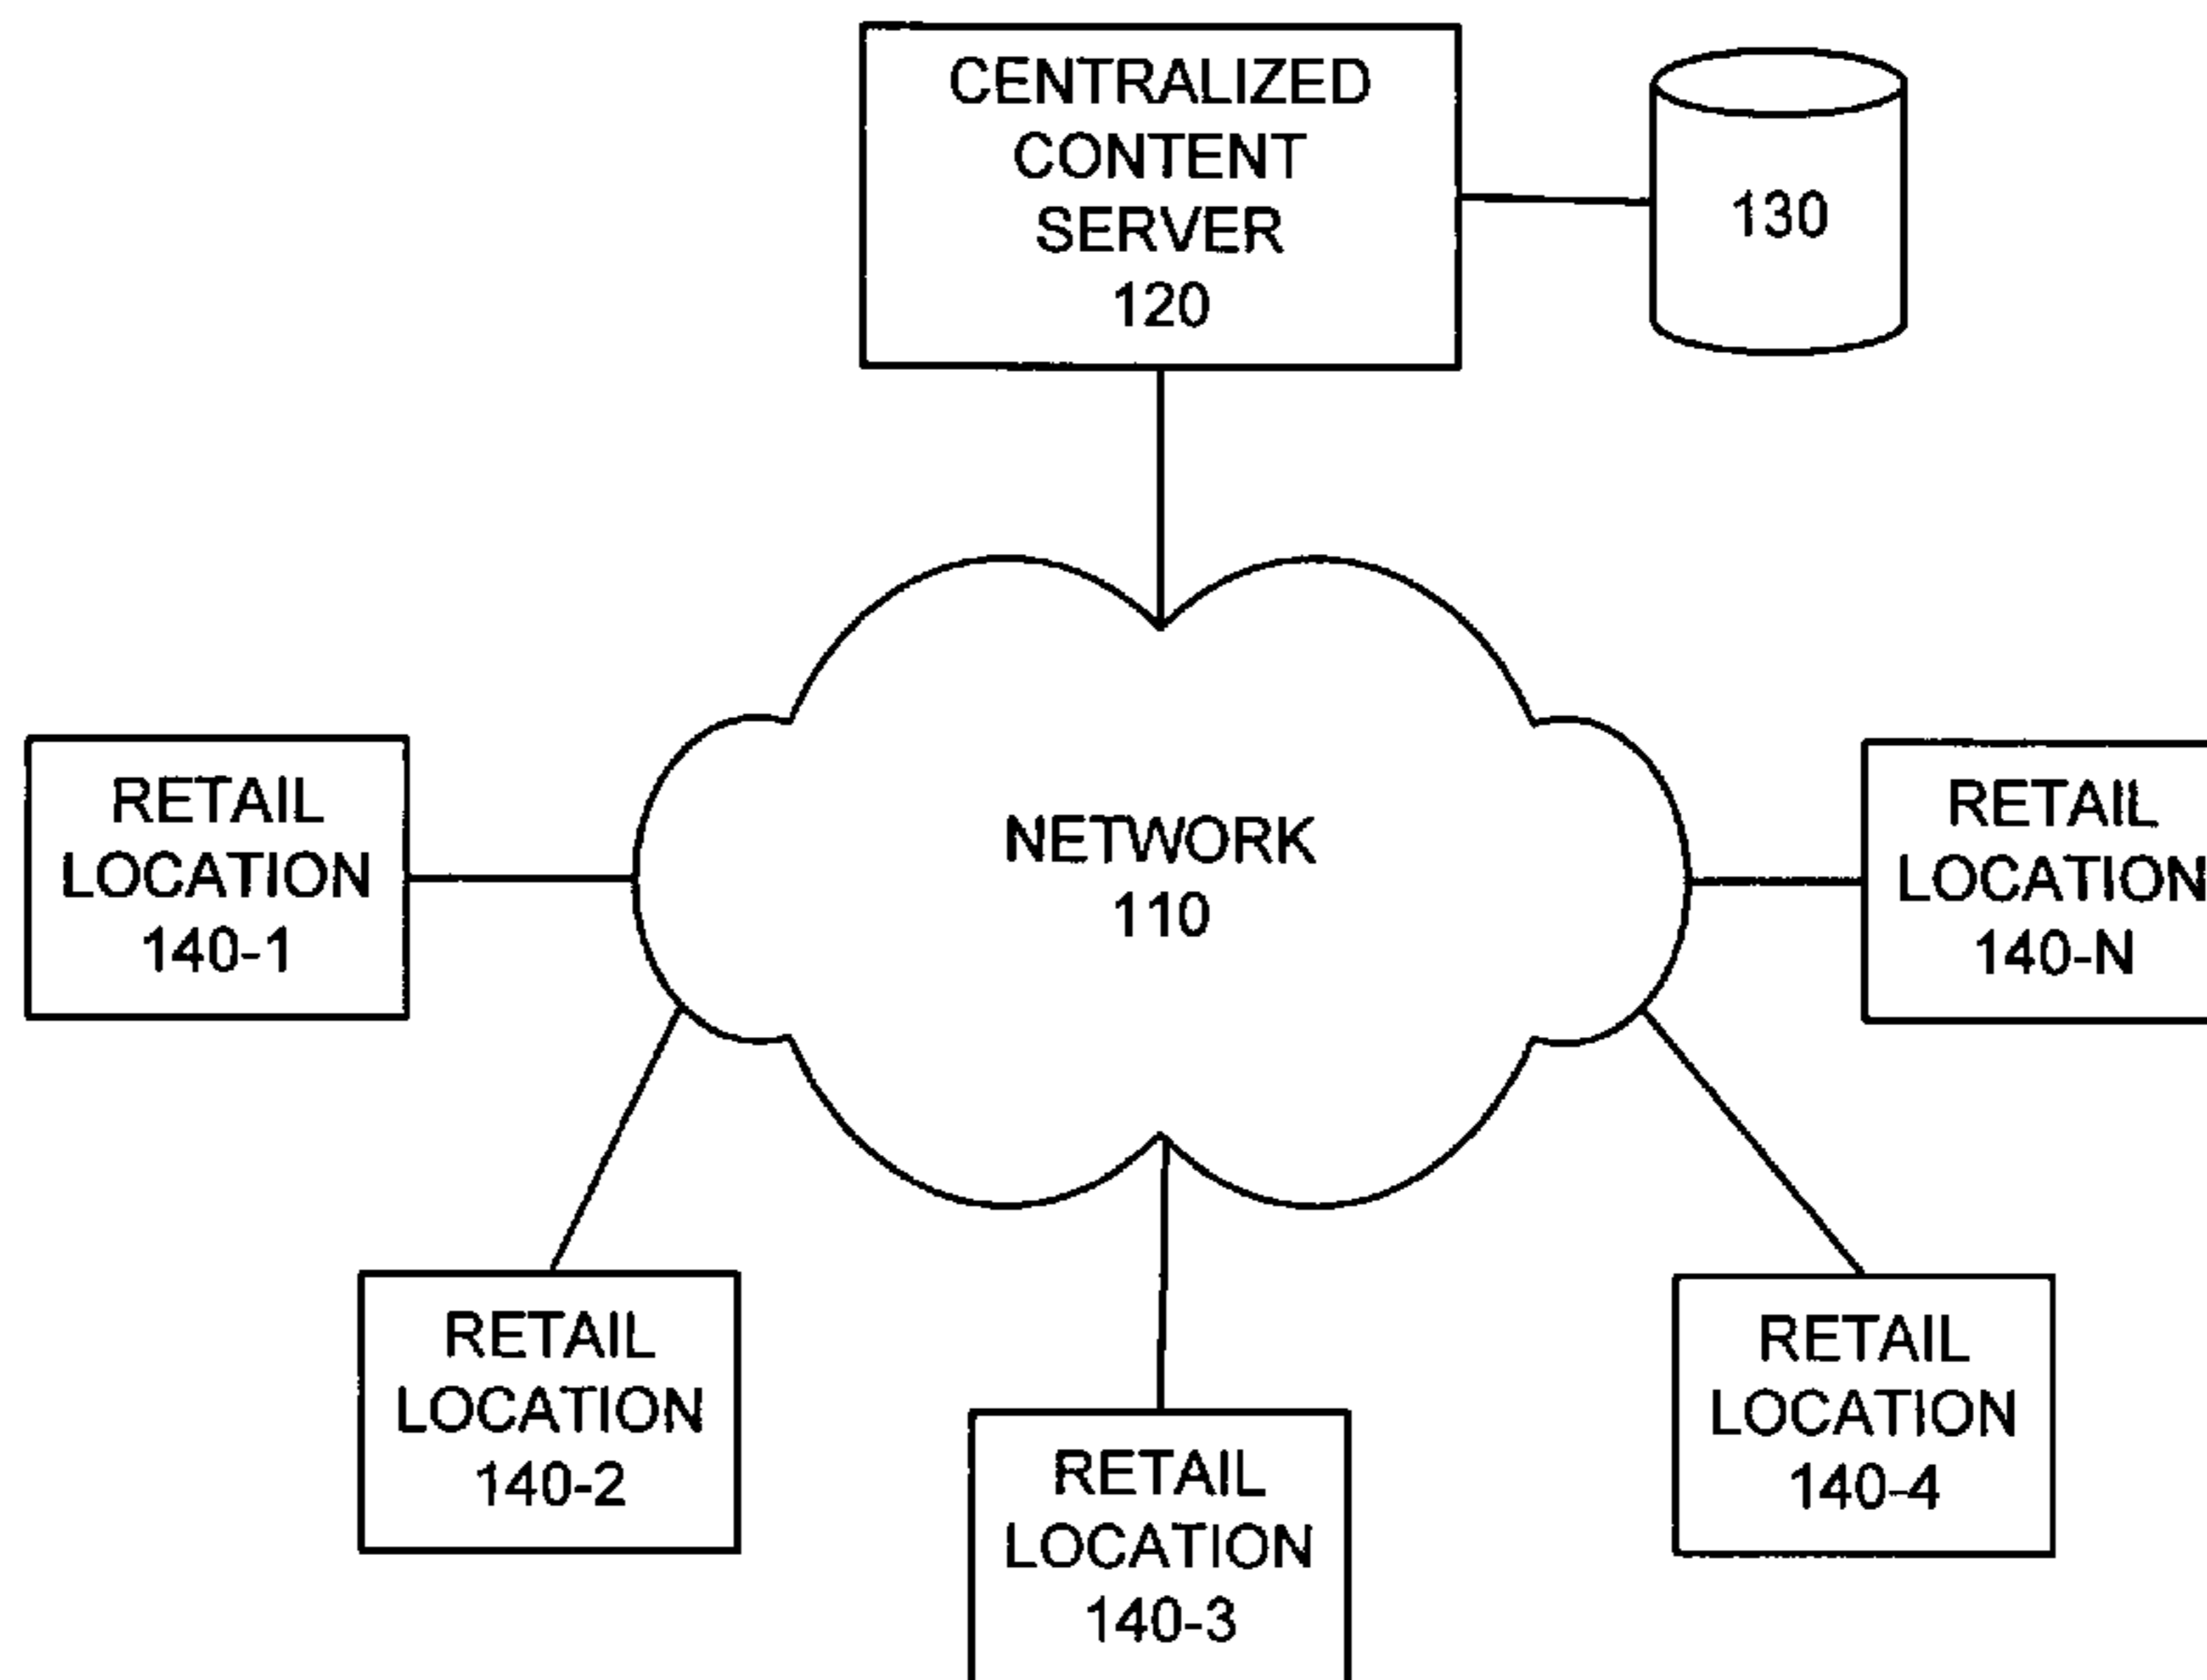 CENTRALIZED
CONTENT
SERVER
120
130
RETAIL
LOCATION
140-1
NETWORK
110
RETAIL
LOCATION
140-N
RETAIL
LOCATION
140-2
RETAIL
LOCATION
140-3
RETAIL
LOCATION
140-4